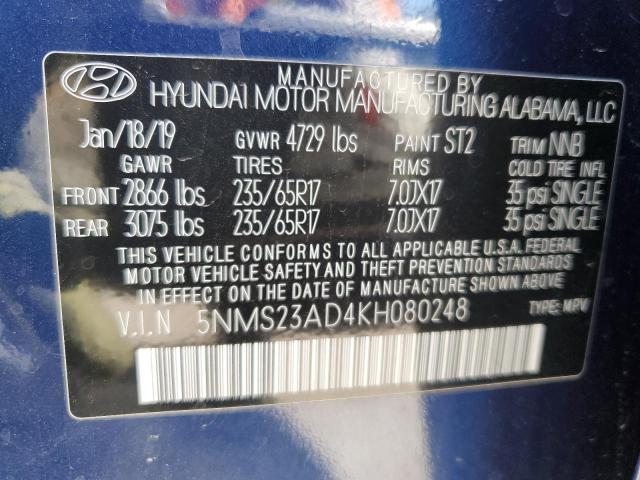 MANUFACTURED BY
HYUNDAI MOTOR MANUFACTURING ALABAMA, LLC
Jan/18/19 GVWR 4729 lbs PAINT ST2 TRIM NNB
GAWR TIRES RIMS COLD TIRE INFL
FRONT 2866 lbs 235/65R17 7.0JX17 35 psi SINGLE
REAR 3075 lbs 235/65R17 7.0JX17 35 psi SINGLE
THIS VEHICLE CONFORMS TO ALL APPLICABLE U.S.A. FEDERAL
MOTOR VEHICLE SAFETY AND THEFT PREVENTION STANDARDS
IN EFFECT ON THE DATE OF MANUFACTURE SHOWN ABOVE.
V.I.N 5NMS23AD4KH080248 TYPE: MPV